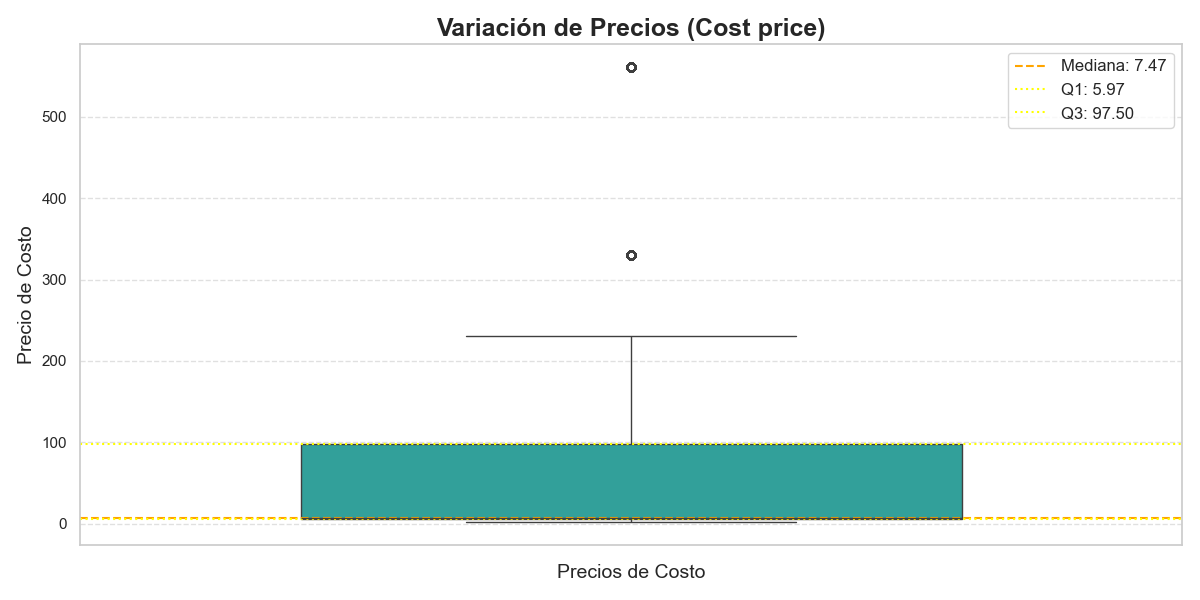 Variación de Precios (Cost price)
Mediana: 7.47
Q1: 5.97
Q3: 97.50
Precio de Costo
500
400
300
200
100
0
Precios de Costo